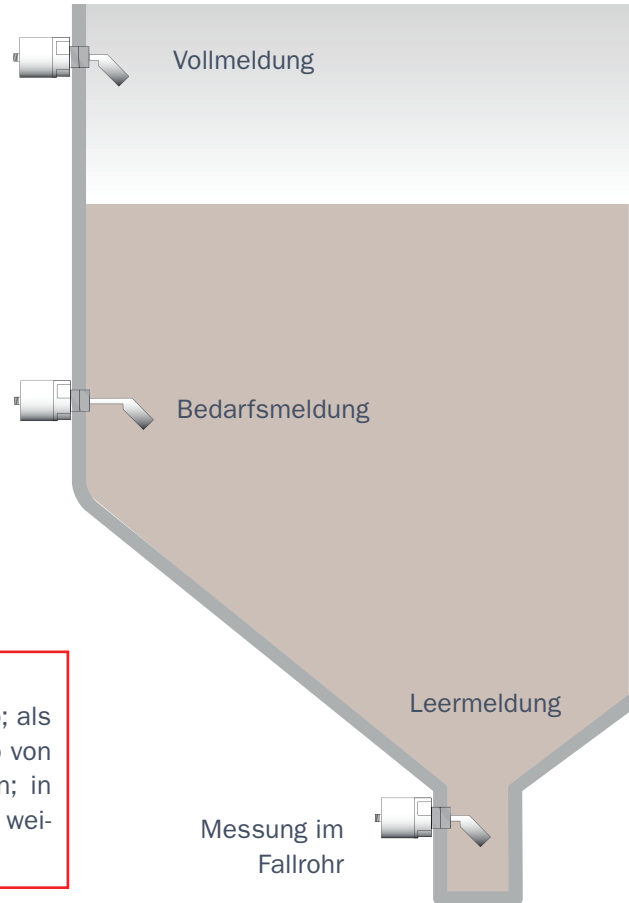 Vollmeldung
Bedarfsmeldung
Leermeldung
; als
von
n; in
wei-
Messung im
Fallrohr